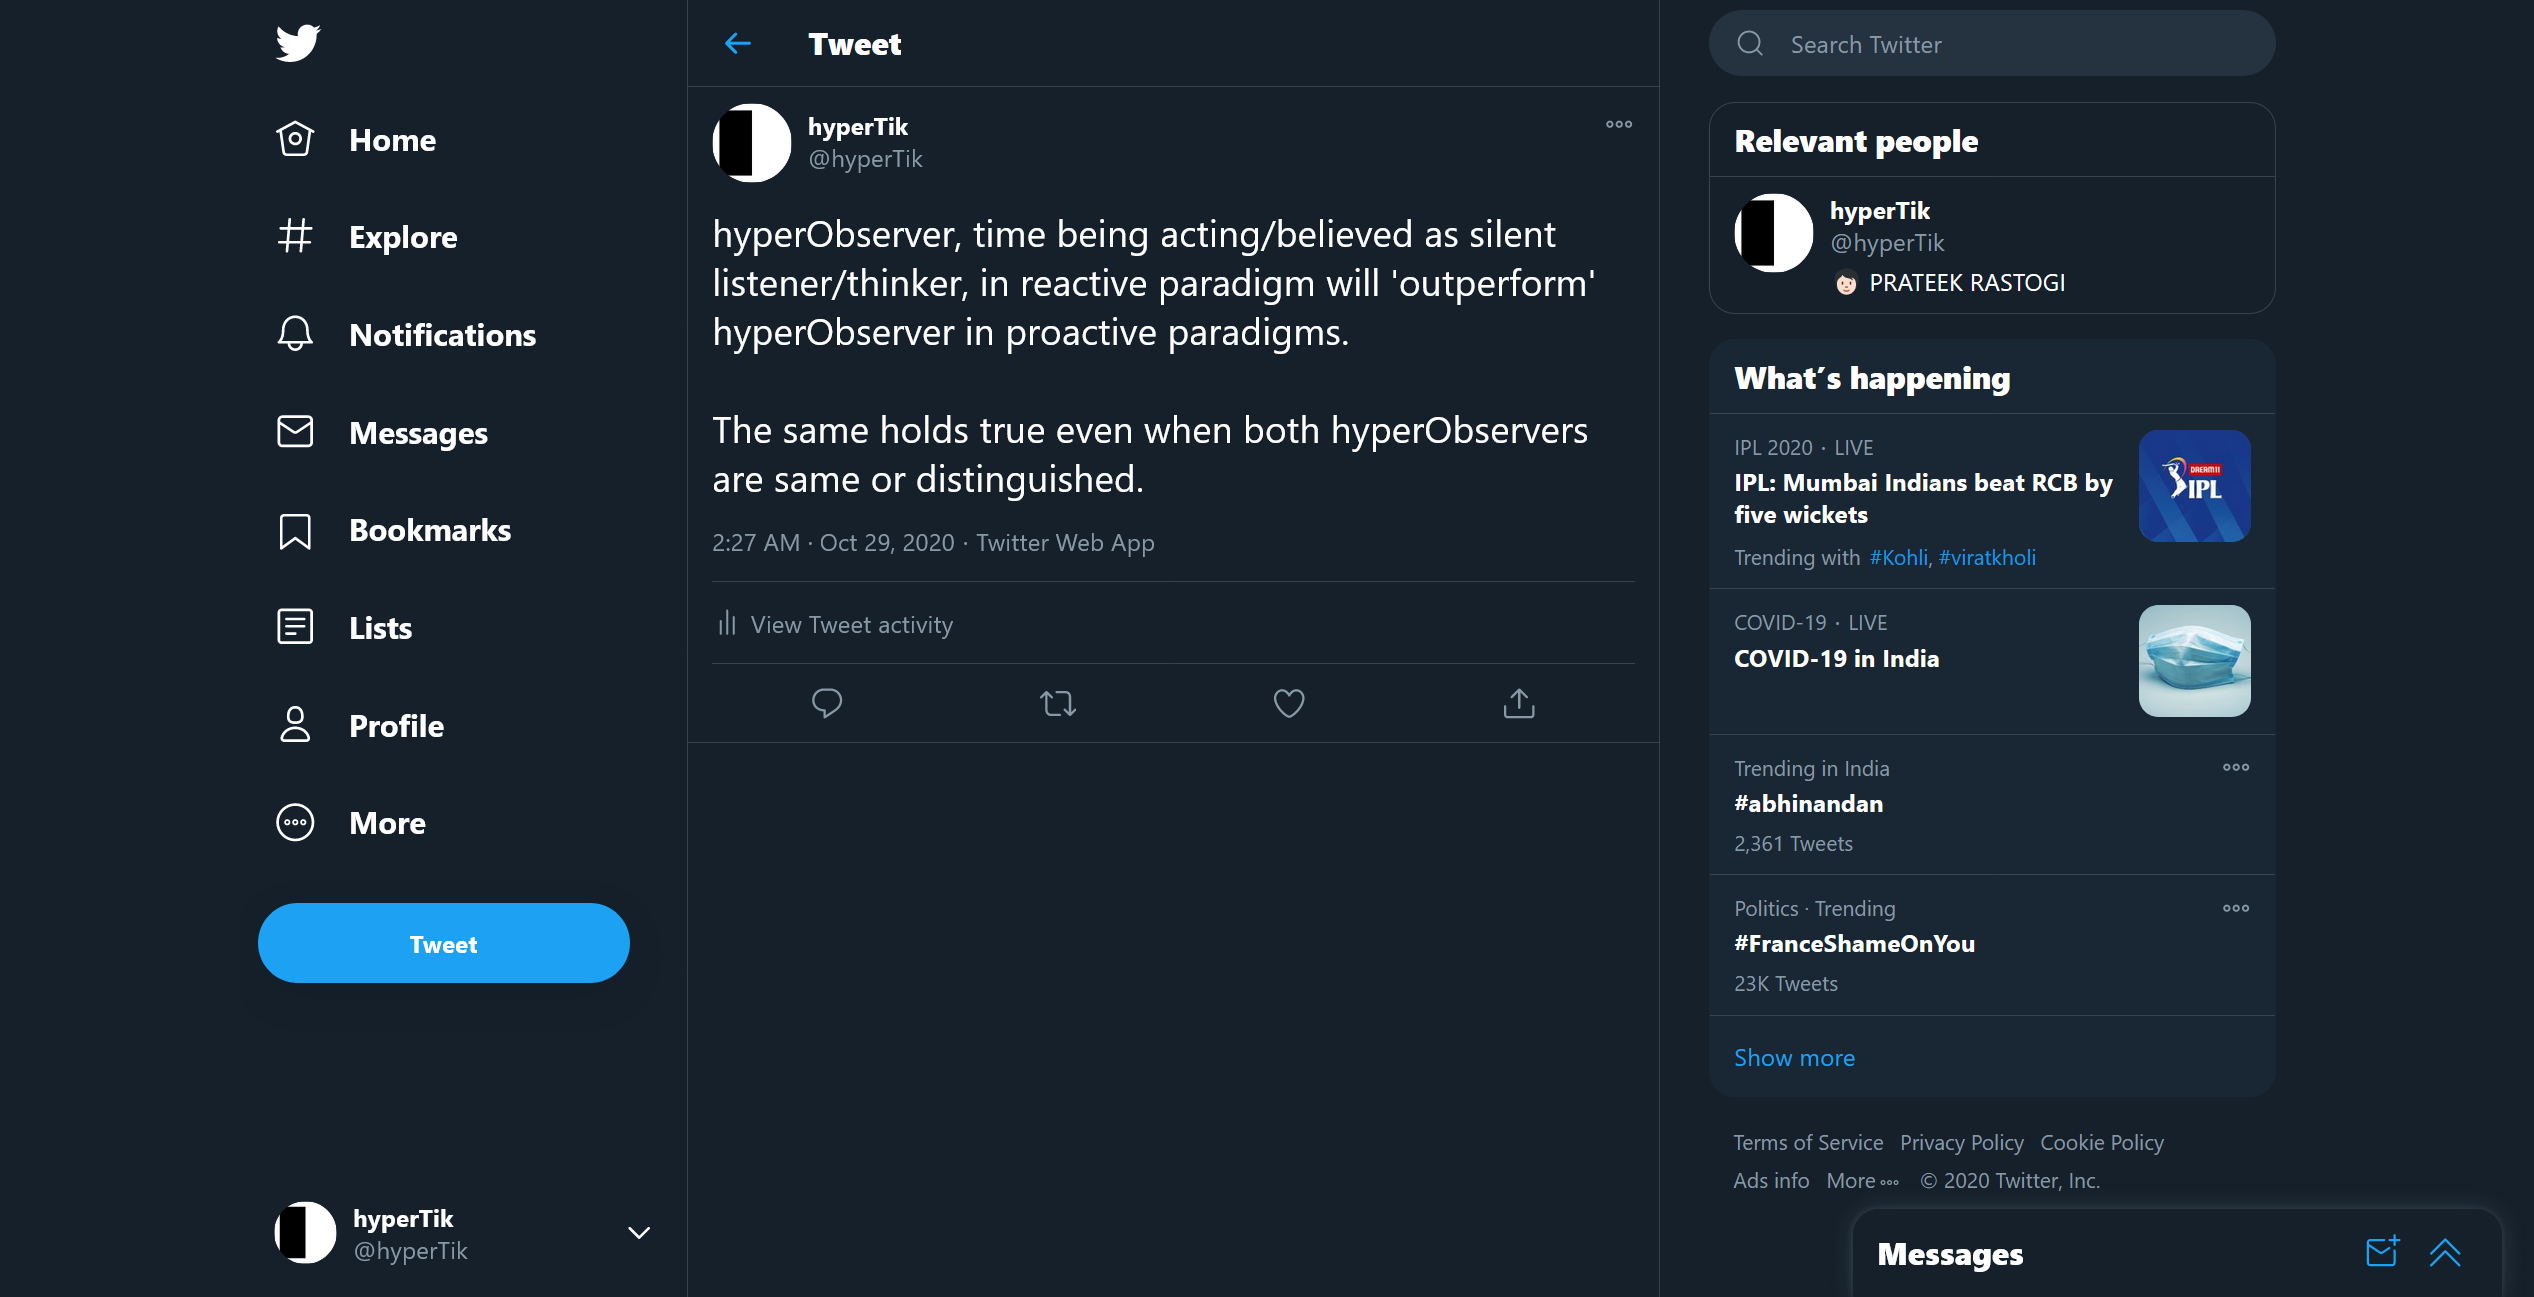 Home
Explore
Notifications
Messages
Bookmarks
Lists
Profile
More
Tweet
hyperTik
@hyperTik
Tweet
hyperTik
@hyperTik
hyperObserver, time being acting/believed as silent
listener/thinker, in reactive paradigm will 'outperform'
hyperObserver in proactive paradigms.
The same holds true even when both hyperObservers
are same or distinguished.
2:27 AM · Oct 29, 2020 · Twitter Web App
View Tweet activity
Search Twitter
Relevant people
hyperTik
@hyperTik
PRATEEK RASTOGI
What's happening
IPL 2020 · LIVE
IPL: Mumbai Indians beat RCB by
five wickets
Trending with #Kohli, #viratkholi
DREAM11
IPL
COVID-19 · LIVE
COVID-19 in India
Trending in India
#abhinandan
2,361 Tweets
Politics · Trending
#FranceShameOnYou
23K Tweets
Show more
Terms of Service Privacy Policy Cookie Policy
Ads info More © 2020 Twitter, Inc.
Messages